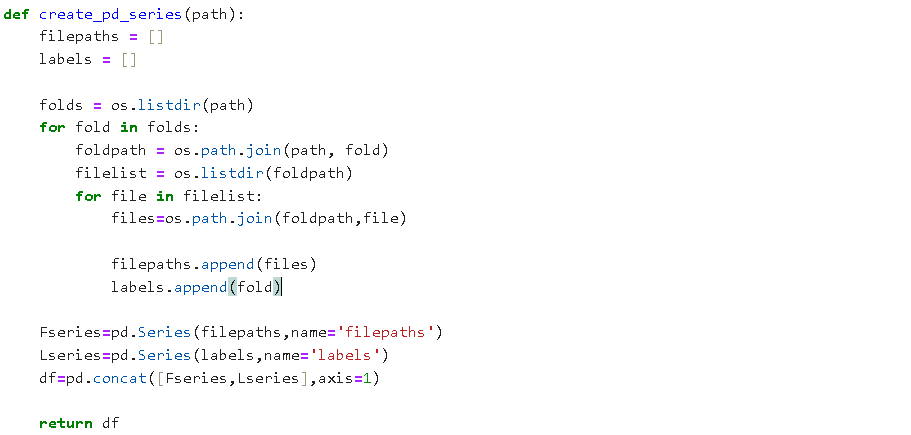 def create_pd_series(path):
    filepaths = []
    labels = []

    folds = os.listdir(path)
    for fold in folds:
        foldpath = os.path.join(path, fold)
        filelist = os.listdir(foldpath)
        for file in filelist:
            files=os.path.join(foldpath,file)

            filepaths.append(files)
            labels.append(fold)

    Fseries=pd.Series(filepaths,name='filepaths')
    Lseries=pd.Series(labels,name='labels')
    df=pd.concat([Fseries,Lseries],axis=1)

    return df